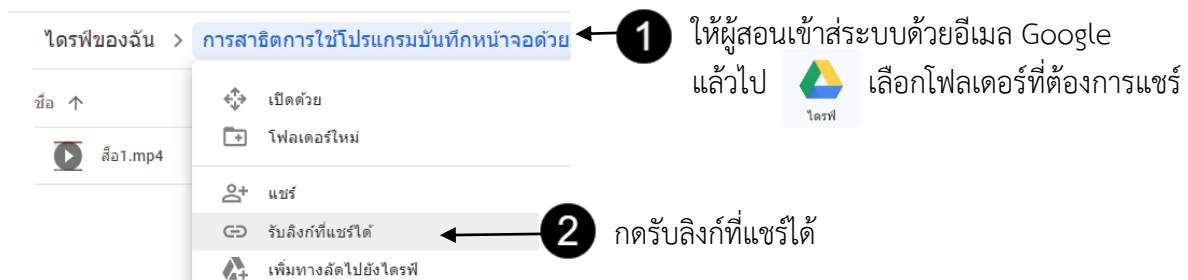 ไดรฟ์ของฉัน > การสาธิตการใช้โปรแกรมบันทึกหน้าจอด้วย
1 ให้ผู้สอนเข้าสู่ระบบด้วยอีเมล Google
แล้วไป ไดรฟ์ เลือกโฟลเดอร์ที่ต้องการแชร์
ชื่อ ↑
สื่อ1.mp4
เปิดด้วย
โฟลเดอร์ใหม่
แชร์
รับลิงก์ที่แชร์ได้
2 กดรับลิงก์ที่แชร์ได้
เพิ่มทางลัดไปยังไดรฟ์